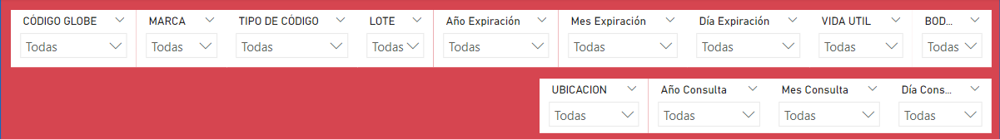 CÓDIGO GLOBE MARCA TIPO DE CÓDIGO LOTE Año Expiración Mes Expiración Día Expiración VIDA UTIL BOD...
Todas Todas Todas Todas Todas Todas Todas Todas Todas
UBICACION Año Consulta Mes Consulta Día Cons...
Todas Todas Todas Todas